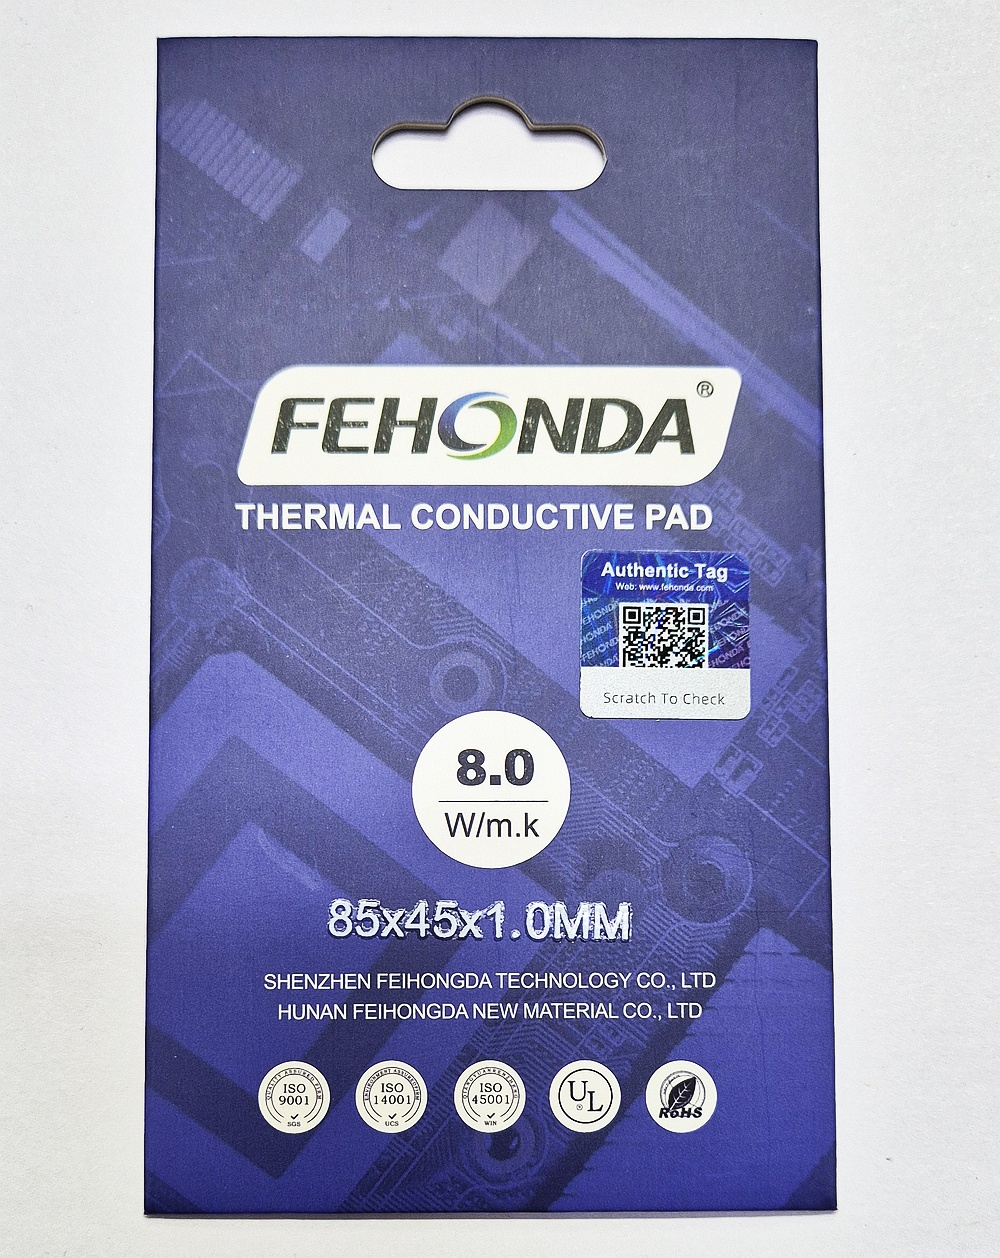 FEHONDA®
THERMAL CONDUCTIVE PAD
Authentic Tag
Web: www.fehonda.com
FEHONDA
Scratch To Check
8.0
W/m.k
85x45x1.0MM
SHENZHEN FEIHONGDA TECHNOLOGY CO., LTD
HUNAN FEIHONGDA NEW MATERIAL CO., LTD
ISO
9001
SGS
ISO
14001
UCS
ISO
45001
WIN
UL®
RoHS